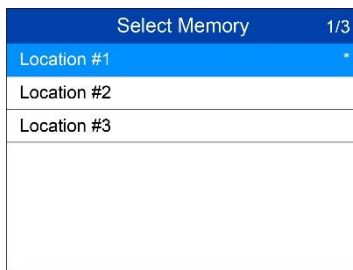 Select Memory 1/3
Location #1 *
Location #2
Location #3